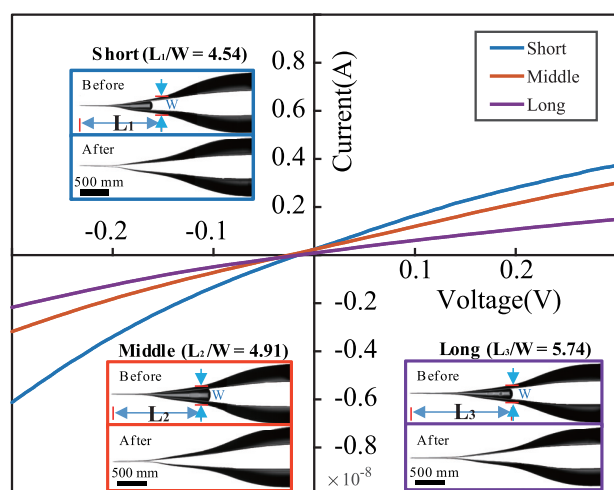 Short (L1/W = 4.54)
Before
W
L1
After
500 mm
Current(A)
0.8
0.6
0.4
0.2
Short
Middle
Long
-0.2
-0.1
0.1
0.2
Voltage(V)
-0.2
-0.4
-0.6
-0.8
×10⁻⁸
Middle (L2/W = 4.91)
Before
W
L2
After
500 mm
Long (L3/W = 5.74)
Before
W
L3
After
500 mm